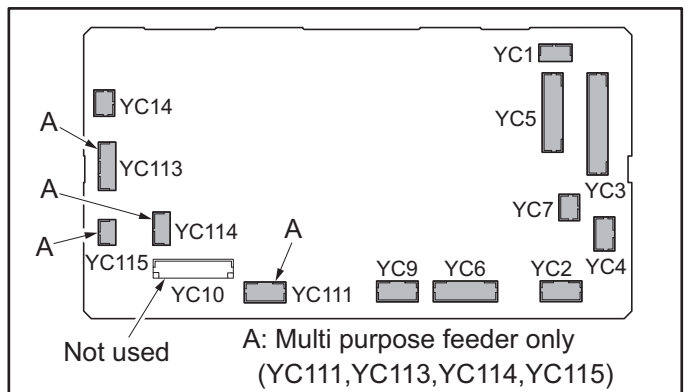 YC1
YC14
YC5
A
YC113
YC3
A
YC7
YC114
A
A
YC115
YC4
YC9
YC6
YC2
YC10
YC111
Not used
A: Multi purpose feeder only
(YC111,YC113,YC114,YC115)